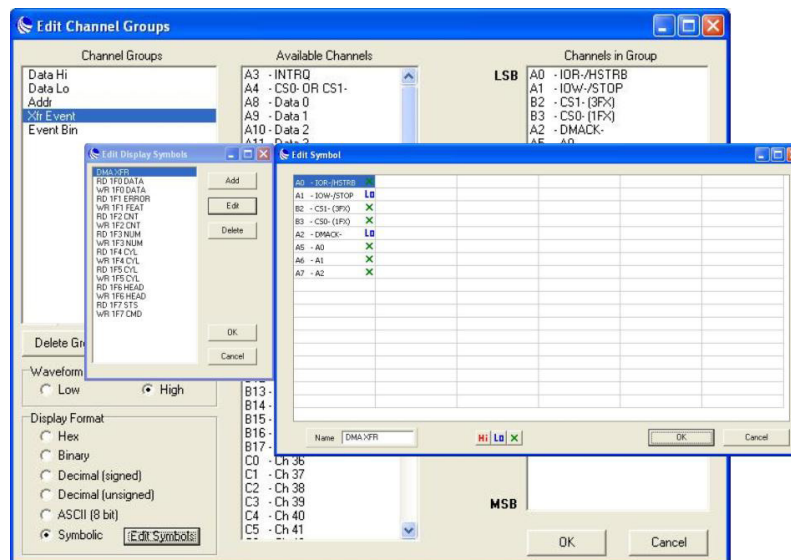 Edit Channel Groups
Channel Groups
Data Hi
Data Lo
Addr
Xfr Event
Event Bin
Available Channels
A3 - INTRQ
A4 - CS0- OR CS1-
A8 - Data 0
A9 - Data 1
A10 - Data 2
Channels in Group
LSB
A0 - IOR-/HSTRB
A1 - IOW-/STOP
B2 - CS1- (3FX)
B3 - CS0- (1FX)
A2 - DMACK-
Edit Display Symbols
DMA XFR
RD 1F0 DATA
WR 1F0 DATA
RD 1F1 ERROR
WR 1F1 FEAT
RD 1F2 CNT
WR 1F2 CNT
RD 1F3 NUM
WR 1F3 NUM
RD 1F4 CYL
WR 1F4 CYL
RD 1F5 CYL
WR 1F5 CYL
RD 1F6 HEAD
WR 1F6 HEAD
RD 1F7 STS
WR 1F7 CMD
Add
Edit
Delete
OK
Cancel
Edit Symbol
A0 - IOR-/HSTRB X
A1 - IOW-/STOP Lo
B2 - CS1- (3FX) X
B3 - CS0- (1FX) X
A2 - DMACK- Lo
A5 - A0 X
A6 - A1 X
A7 - A2 X
Name DMA XFR
Hi Lo X
OK
Cancel
Delete
Waveform
Low
High
Display Format
Hex
Binary
Decimal (signed)
Decimal (unsigned)
ASCII (8 bit)
Symbolic
Edit Symbols
B13 -
B14 -
B15 -
B16 -
B17 -
C0 - Ch 36
C1 - Ch 37
C2 - Ch 38
C3 - Ch 39
C4 - Ch 40
C5 - Ch 41
MSB
OK
Cancel